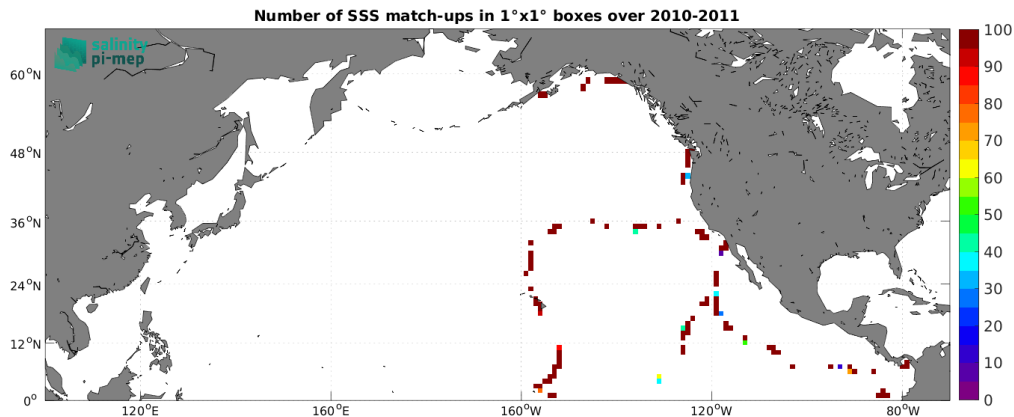 Number of SSS match-ups in 1°x1° boxes over 2010-2011
salinity
pi-mep
60°N
48°N
36°N
24°N
12°N
0°
120°E
160°E
160°W
120°W
80°W
100
90
80
70
60
50
40
30
20
10
0